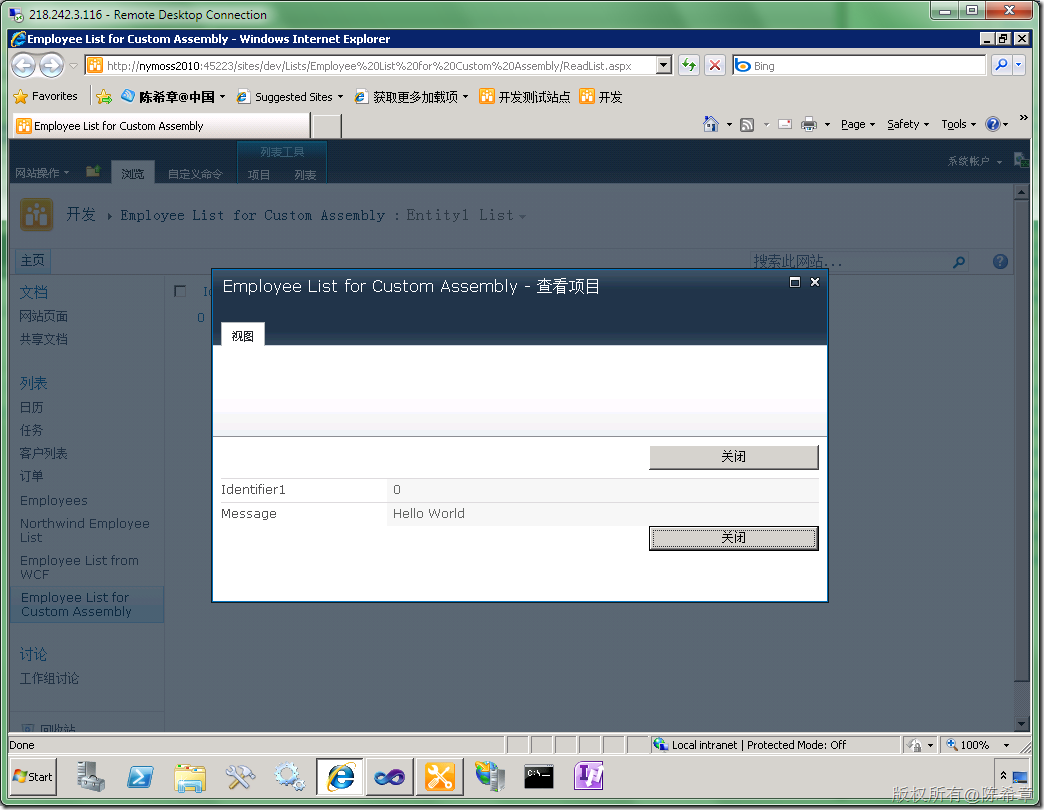 218.242.3.116 - Remote Desktop Connection
Employee List for Custom Assembly - Windows Internet Explorer
http://nymoss2010:45223/sites/dev/Lists/Employee%20List%20for%20Custom%20Assembly/ReadList.aspx
Bing
Favorites
陈希章@中国
Suggested Sites
获取更多加载项
开发测试站点
开发
Employee List for Custom Assembly
Page
Safety
Tools
列表工具
系统帐户
网站操作
浏览
自定义命令
项目
列表
开发
Employee List for Custom Assembly : Entity1 List
主页
搜索此网站...
文档
网站页面
共享文档
列表
日历
任务
客户列表
订单
Employees
Northwind Employee
List
Employee List from
WCF
Employee List for
Custom Assembly
讨论
工作组讨论
回收站
0
Employee List for Custom Assembly - 查看项目
视图
关闭
Identifier1
0
Message
Hello World
关闭
Done
Local intranet | Protected Mode: Off
100%
Start
版权所有@陈希章